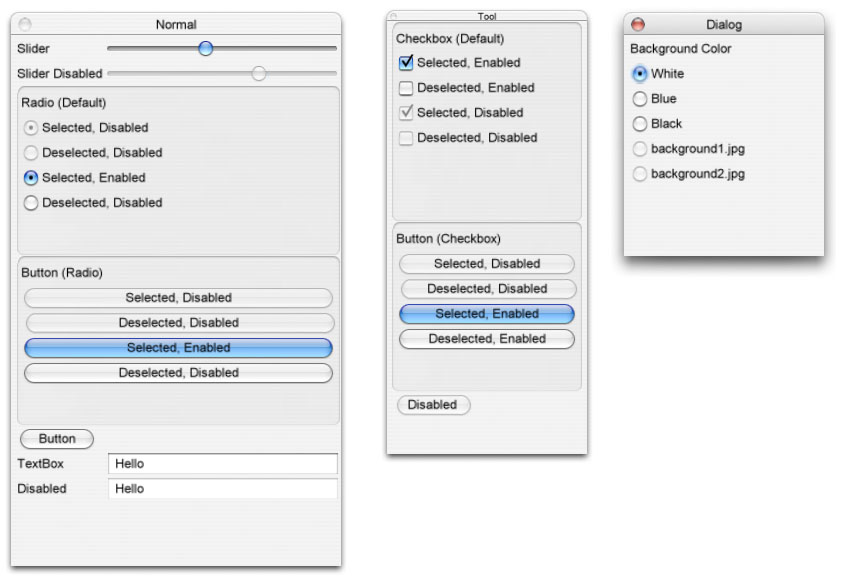 Normal
Slider
Slider Disabled
Radio (Default)
Selected, Disabled
Deselected, Disabled
Selected, Enabled
Deselected, Disabled
Button (Radio)
Selected, Disabled
Deselected, Disabled
Selected, Enabled
Deselected, Disabled
Button
TextBox Hello
Disabled Hello
Tool
Checkbox (Default)
Selected, Enabled
Deselected, Enabled
Selected, Disabled
Deselected, Disabled
Button (Checkbox)
Selected, Disabled
Deselected, Disabled
Selected, Enabled
Deselected, Enabled
Disabled
Dialog
Background Color
White
Blue
Black
background1.jpg
background2.jpg